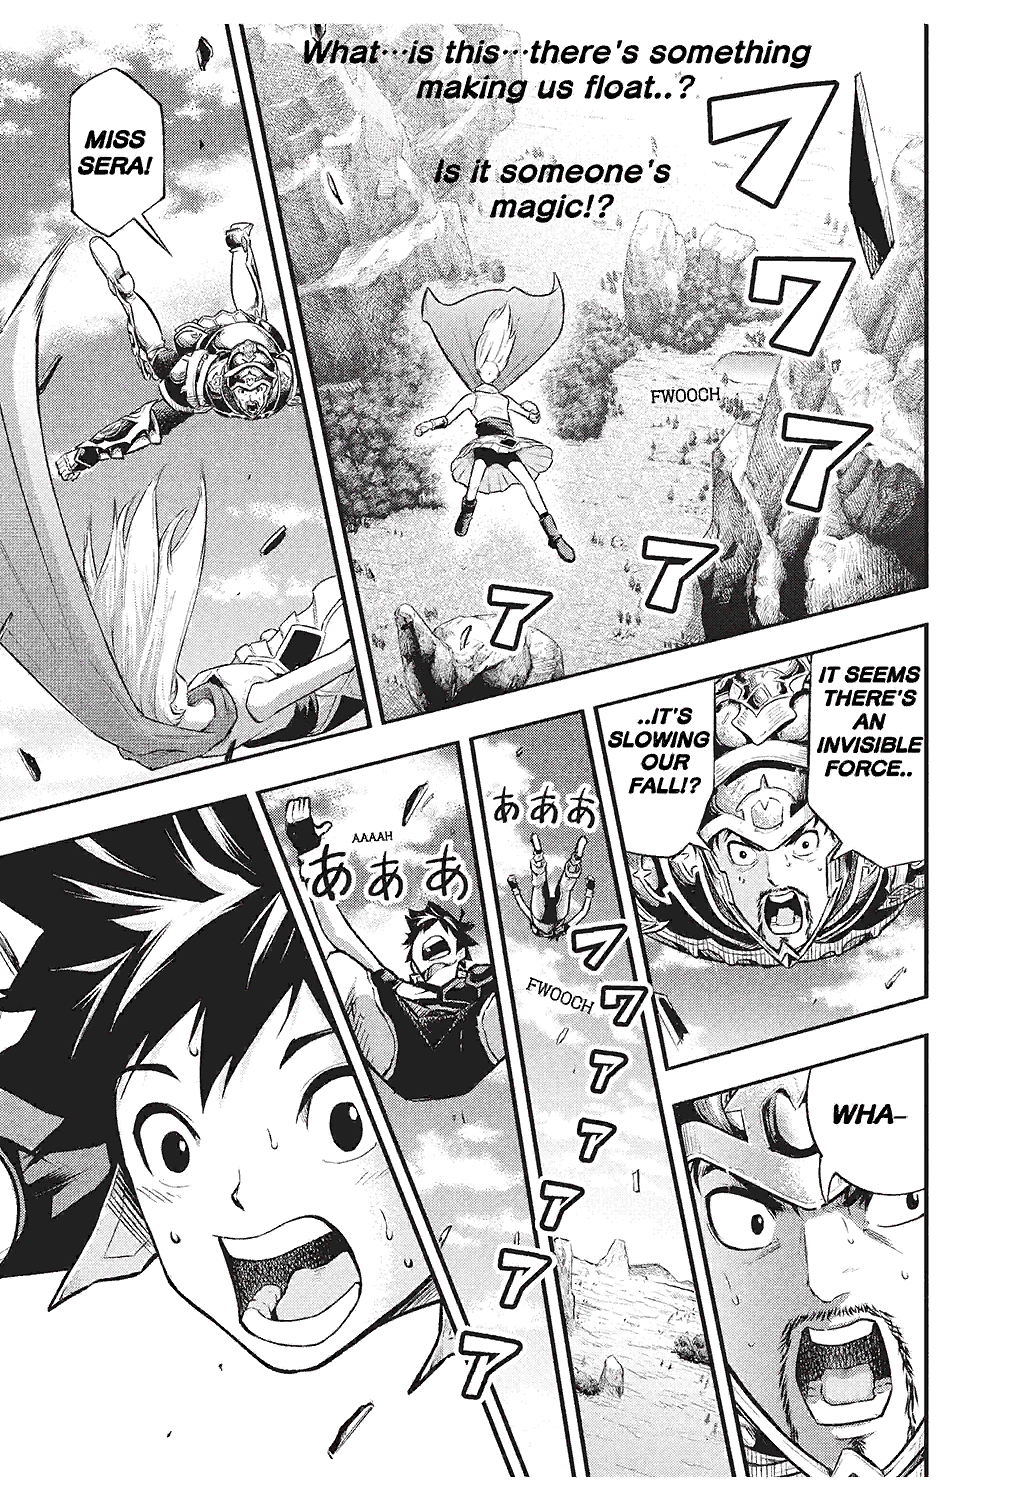 What…is this…there's something
making us float..?
Is it someone's
magic!?
フワァァァ
FWOOCH
MISS
SERA!
IT SEEMS
THERE'S
AN
INVISIBLE
FORCE..
..IT'S
SLOWING
OUR
FALL!?
WHA–
あぁぁ
フワァァァァァァ
FWOOCH
AAAAH
あぁぁ